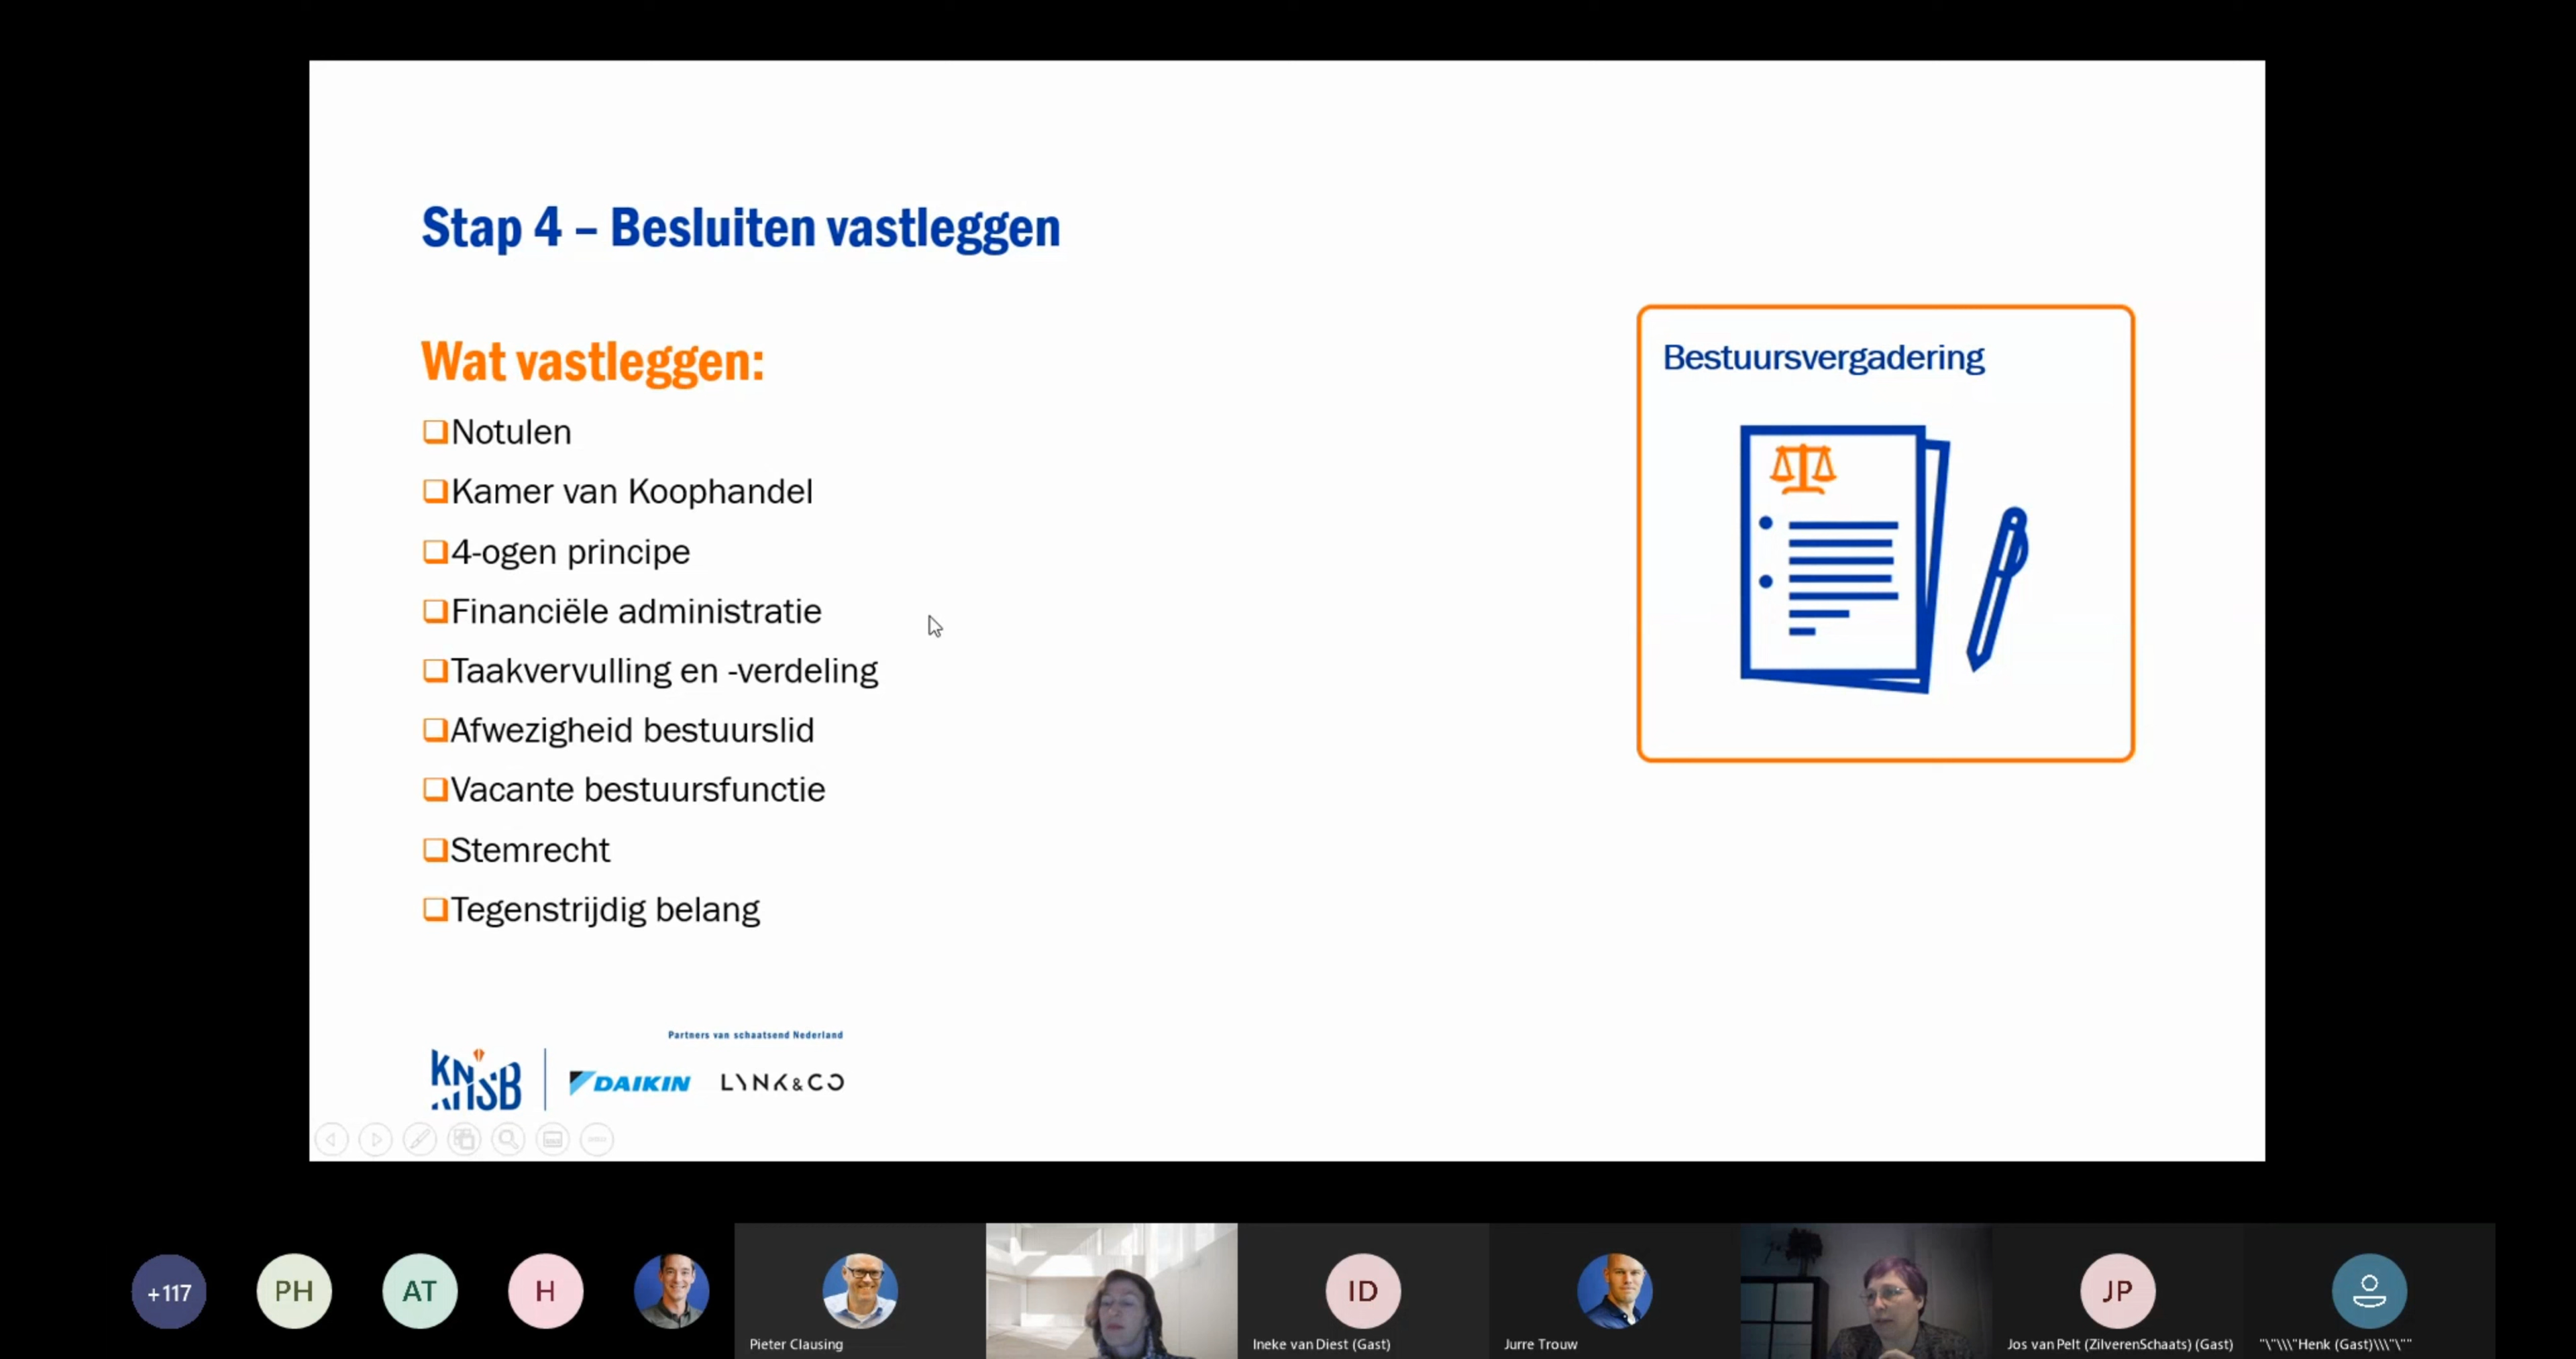 Stap 4 – Besluiten vastleggen
Wat vastleggen:
Notulen
Kamer van Koophandel
4-ogen principe
Financiële administratie
Taakvervulling en -verdeling
Afwezigheid bestuurslid
Vacante bestuursfunctie
Stemrecht
Tegenstrijdig belang
Bestuursvergadering
Partners van schaatsend Nederland
KNSB
DAIKIN
LYNK&CO
+117
PH
AT
H
Pieter Clausing
ID
Ineke van Diest (Gast)
Jurre Trouw
JP
Jos van Pelt (ZilverenSchaats) (Gast)
"\"\\\"Henk (Gast)\\\\"\""